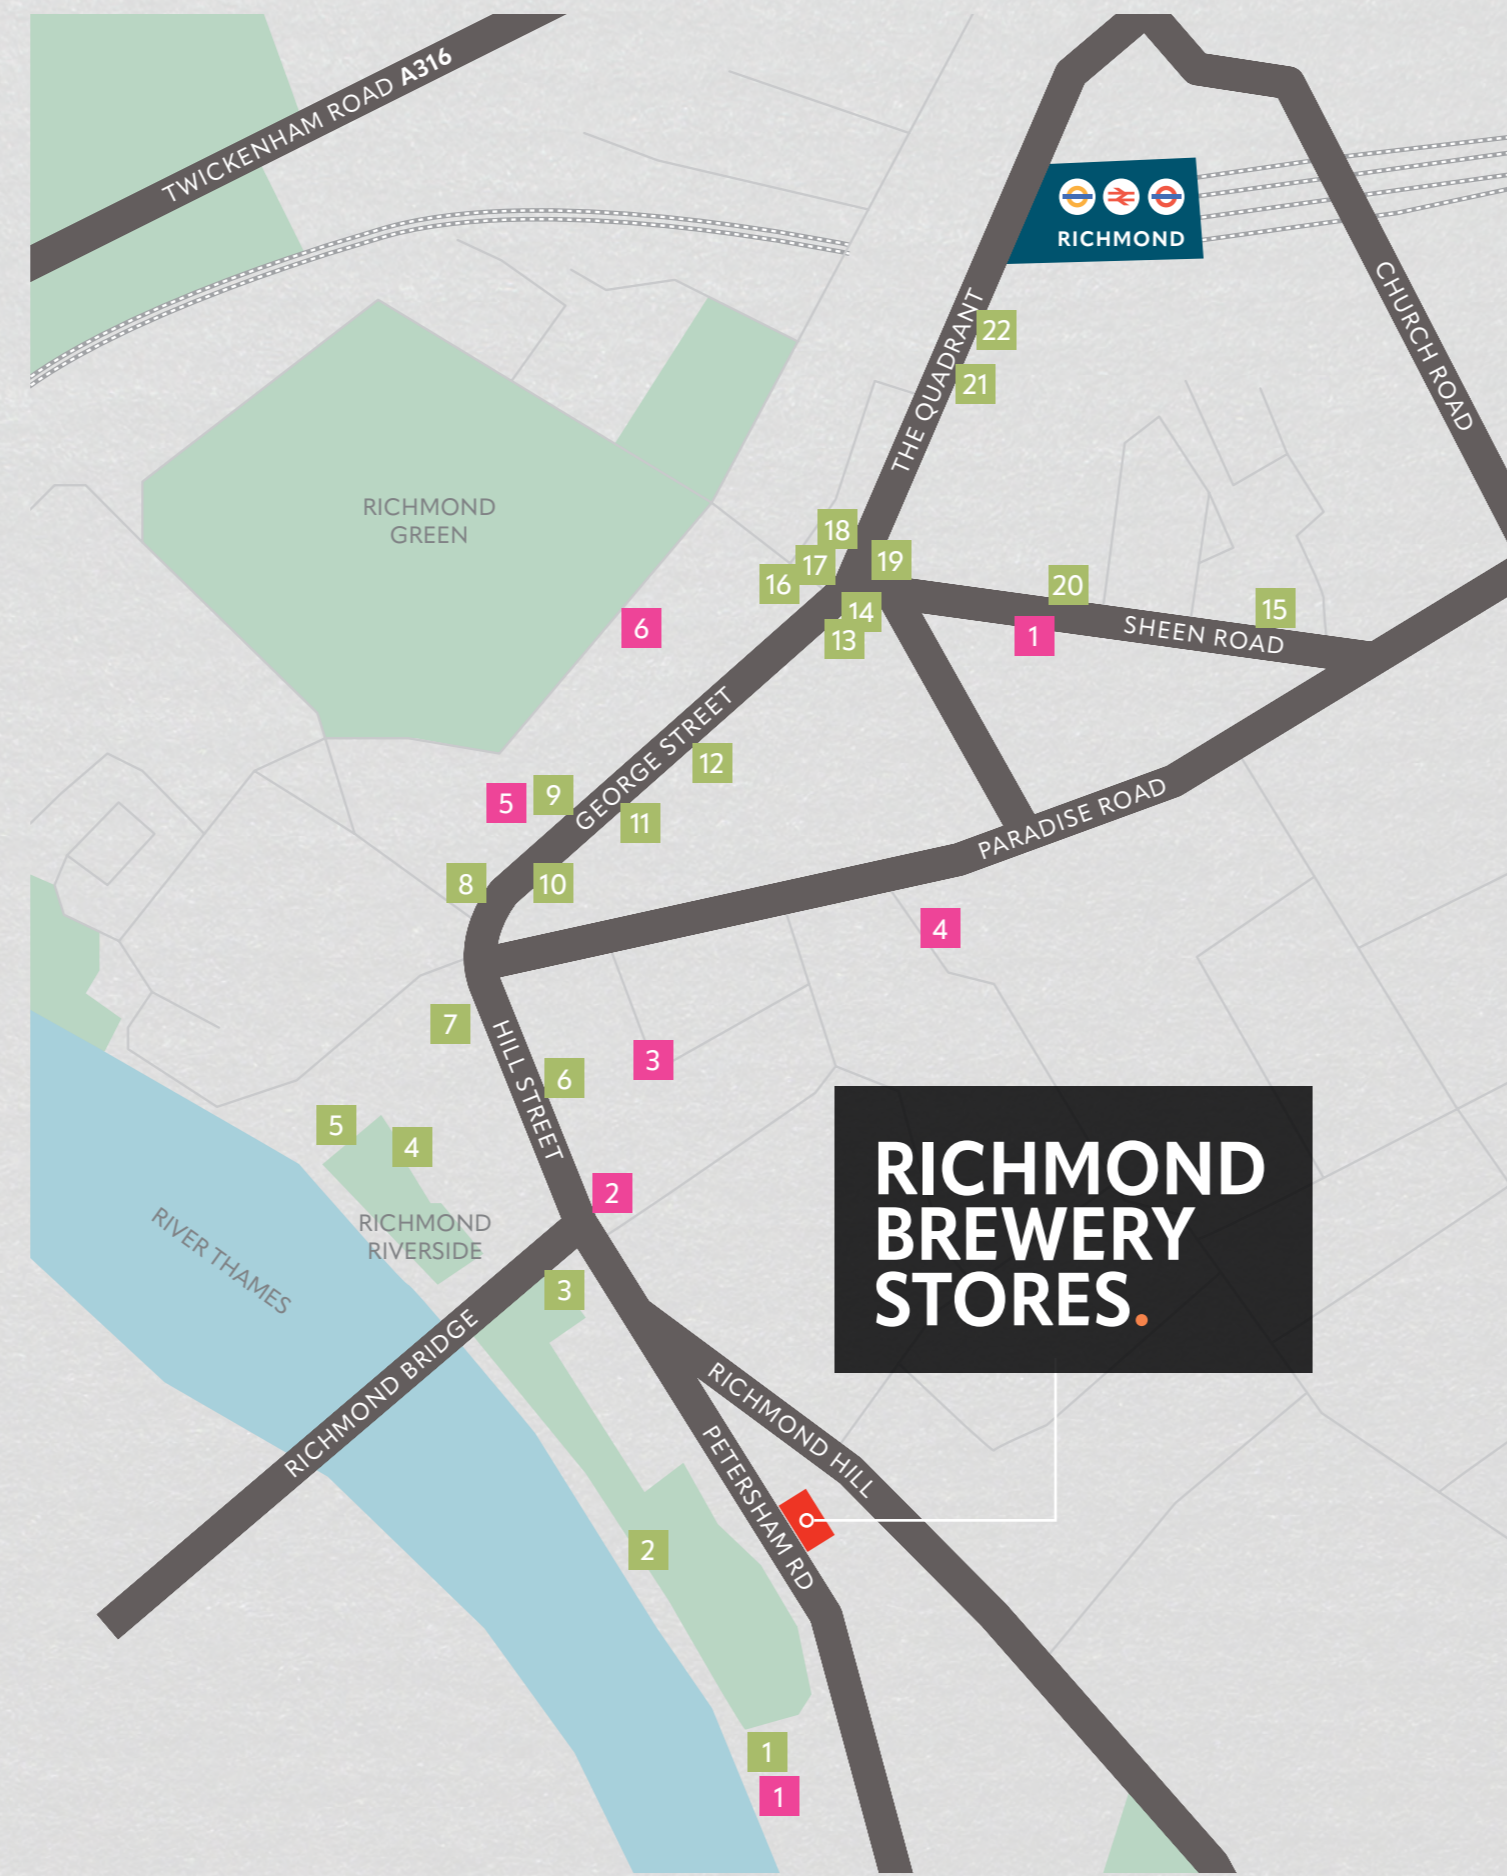 TWICKENHAM ROAD A316
RICHMOND
THE QUADRANT
CHURCH ROAD
22
21
RICHMOND
GREEN
18
17
16
19
14
13
20
15
SHEEN ROAD
1
6
GEORGE STREET
12
5
9
11
8
10
PARADISE ROAD
4
7
HILL STREET
6
3
5
4
2
RICHMOND
RIVERSIDE
RIVER THAMES
3
RICHMOND BRIDGE
RICHMOND
BREWERY
STORES.
RICHMOND HILL
PETERSHAM RD
2
1
1